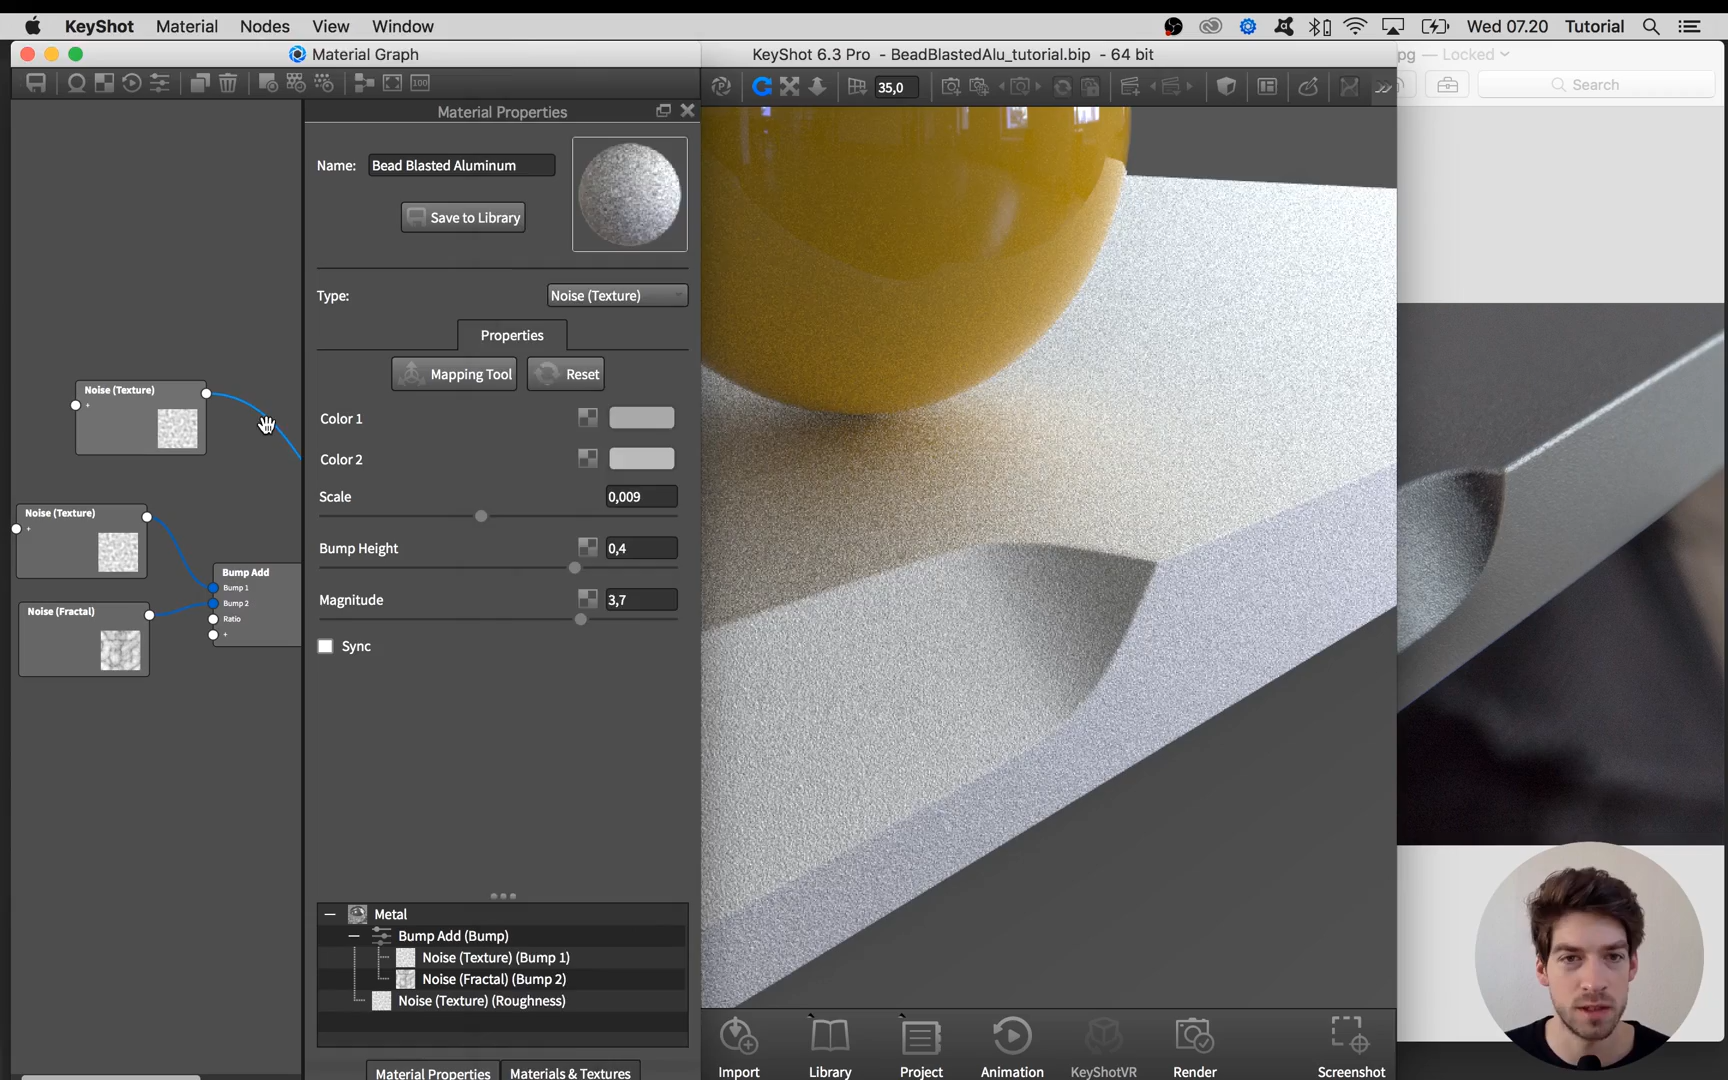 KeyShot Material Nodes View Window
Wed 07.20 Tutorial
Material Graph
KeyShot 6.3 Pro - BeadBlastedAlu_tutorial.bip - 64 bit
pg — Locked
100
35,0
Search
Material Properties
Name: Bead Blasted Aluminum
Save to Library
Type: Noise (Texture)
Properties
Mapping Tool Reset
Color 1
Color 2
Scale 0,009
Bump Height 0,4
Magnitude 3,7
Sync
Noise (Texture)
+
Noise (Texture)
+
Bump Add
Bump 1
Bump 2
Ratio
+
Noise (Fractal)
Metal
Bump Add (Bump)
Noise (Texture) (Bump 1)
Noise (Fractal) (Bump 2)
Noise (Texture) (Roughness)
Material Properties Materials & Textures
Import Library Project Animation KeyShotVR Render Screenshot